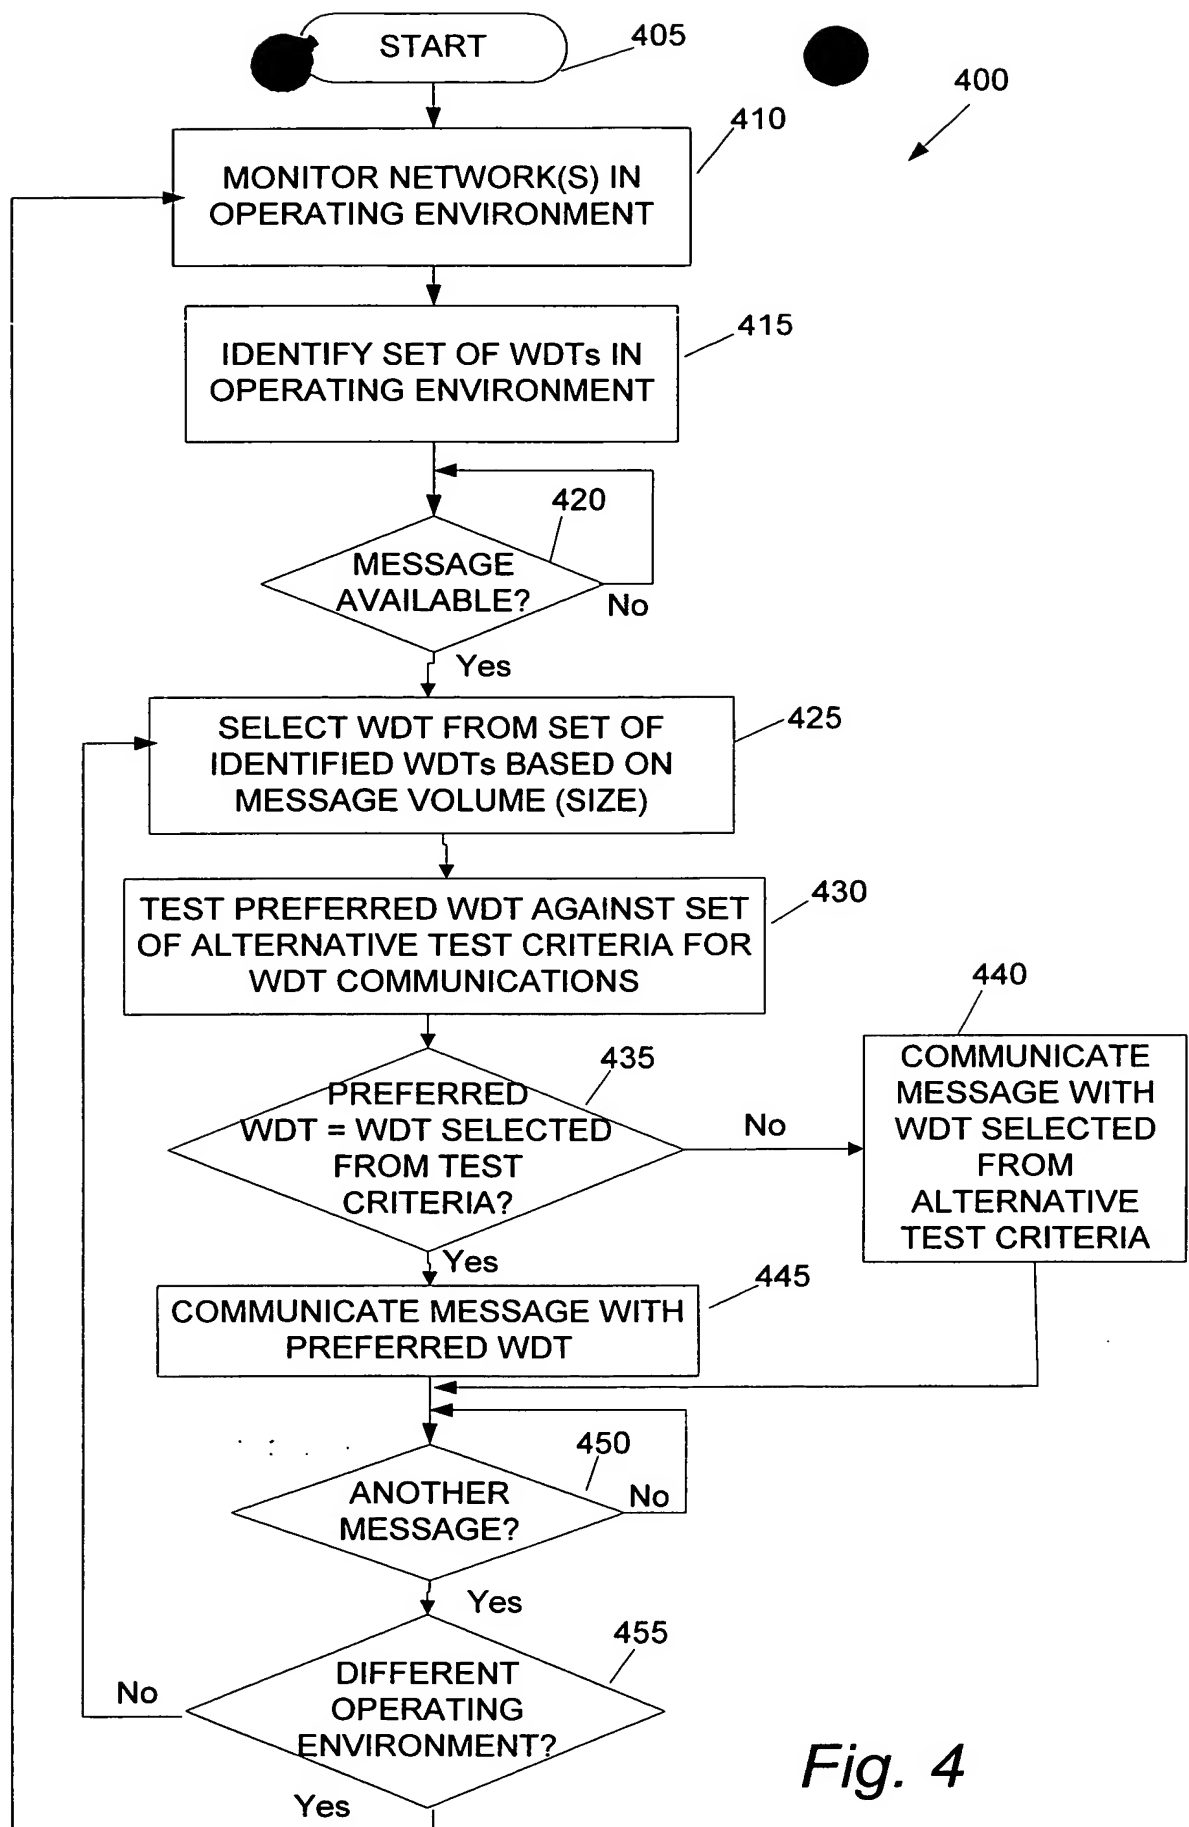 START
405
400
410
MONITOR NETWORK(S) IN
OPERATING ENVIRONMENT
415
IDENTIFY SET OF WDTs IN
OPERATING ENVIRONMENT
420
MESSAGE
AVAILABLE?
No
Yes
425
SELECT WDT FROM SET OF
IDENTIFIED WDTs BASED ON
MESSAGE VOLUME (SIZE)
430
TEST PREFERRED WDT AGAINST SET
OF ALTERNATIVE TEST CRITERIA FOR
WDT COMMUNICATIONS
435
PREFERRED
WDT = WDT SELECTED
FROM TEST
CRITERIA?
No
Yes
440
COMMUNICATE
MESSAGE WITH
WDT SELECTED
FROM
ALTERNATIVE
TEST CRITERIA
445
COMMUNICATE MESSAGE WITH
PREFERRED WDT
450
ANOTHER
MESSAGE?
No
Yes
455
DIFFERENT
OPERATING
ENVIRONMENT?
No
Yes
Fig. 4